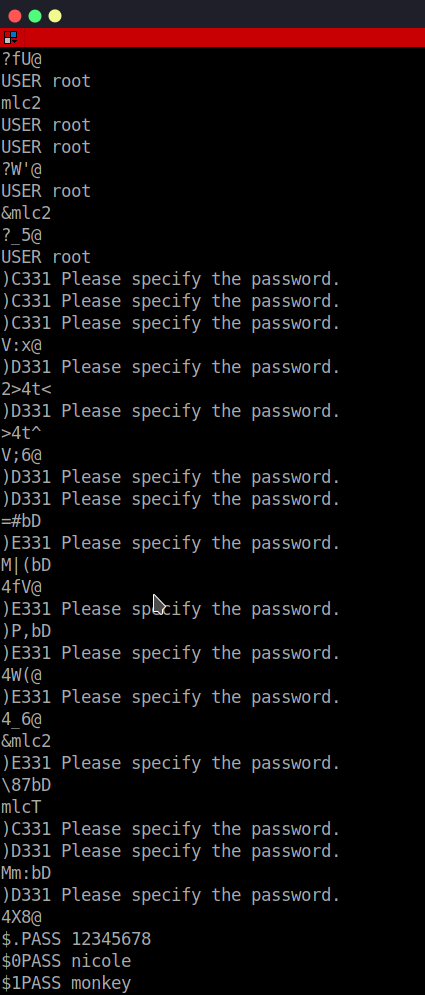 ?fU@
USER root
mlc2
USER root
USER root
?W'@
USER root
&mlc2
?_5@
USER root
)C331 Please specify the password.
)C331 Please specify the password.
)C331 Please specify the password.
V:x@
)D331 Please specify the password.
2>4t<
)D331 Please specify the password.
>4t^
V;6@
)D331 Please specify the password.
)D331 Please specify the password.
=#bD
)E331 Please specify the password.
M|(bD
4fV@
)E331 Please specify the password.
)P,bD
)E331 Please specify the password.
4W(@
)E331 Please specify the password.
4_6@
&mlc2
)E331 Please specify the password.
\87bD
mlcT
)C331 Please specify the password.
)D331 Please specify the password.
Mm:bD
)D331 Please specify the password.
4X8@
$.PASS 12345678
$0PASS nicole
$1PASS monkey